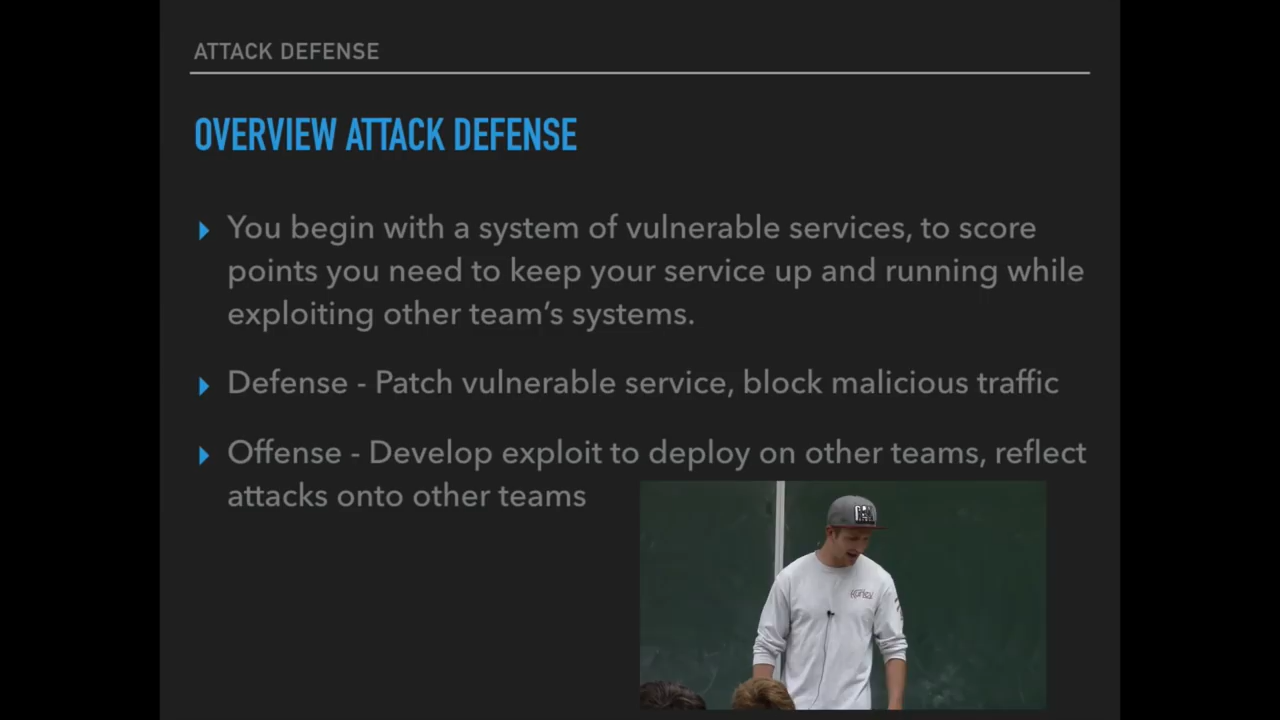 ATTACK DEFENSE
OVERVIEW ATTACK DEFENSE
You begin with a system of vulnerable services, to score
points you need to keep your service up and running while
exploiting other team’s systems.
Defense - Patch vulnerable service, block malicious traffic
Offense - Develop exploit to deploy on other teams, reflect
attacks onto other teams